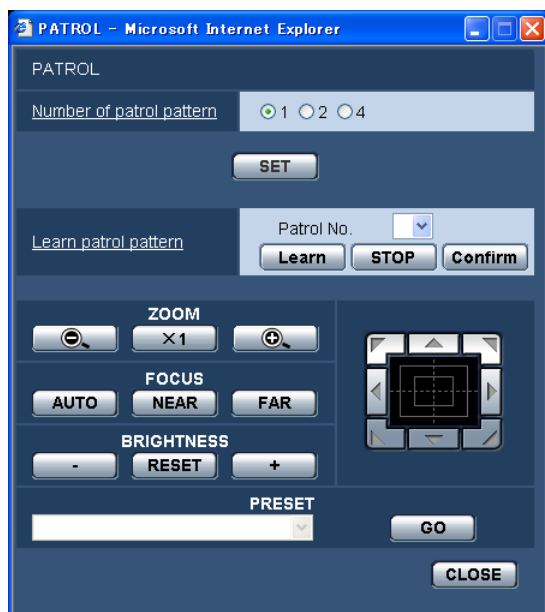 PATROL - Microsoft Internet Explorer
PATROL
Number of patrol pattern 1 2 4
SET
Learn patrol pattern Patrol No.
Learn STOP Confirm
ZOOM
×1
FOCUS
AUTO NEAR FAR
BRIGHTNESS
- RESET +
PRESET
GO
CLOSE